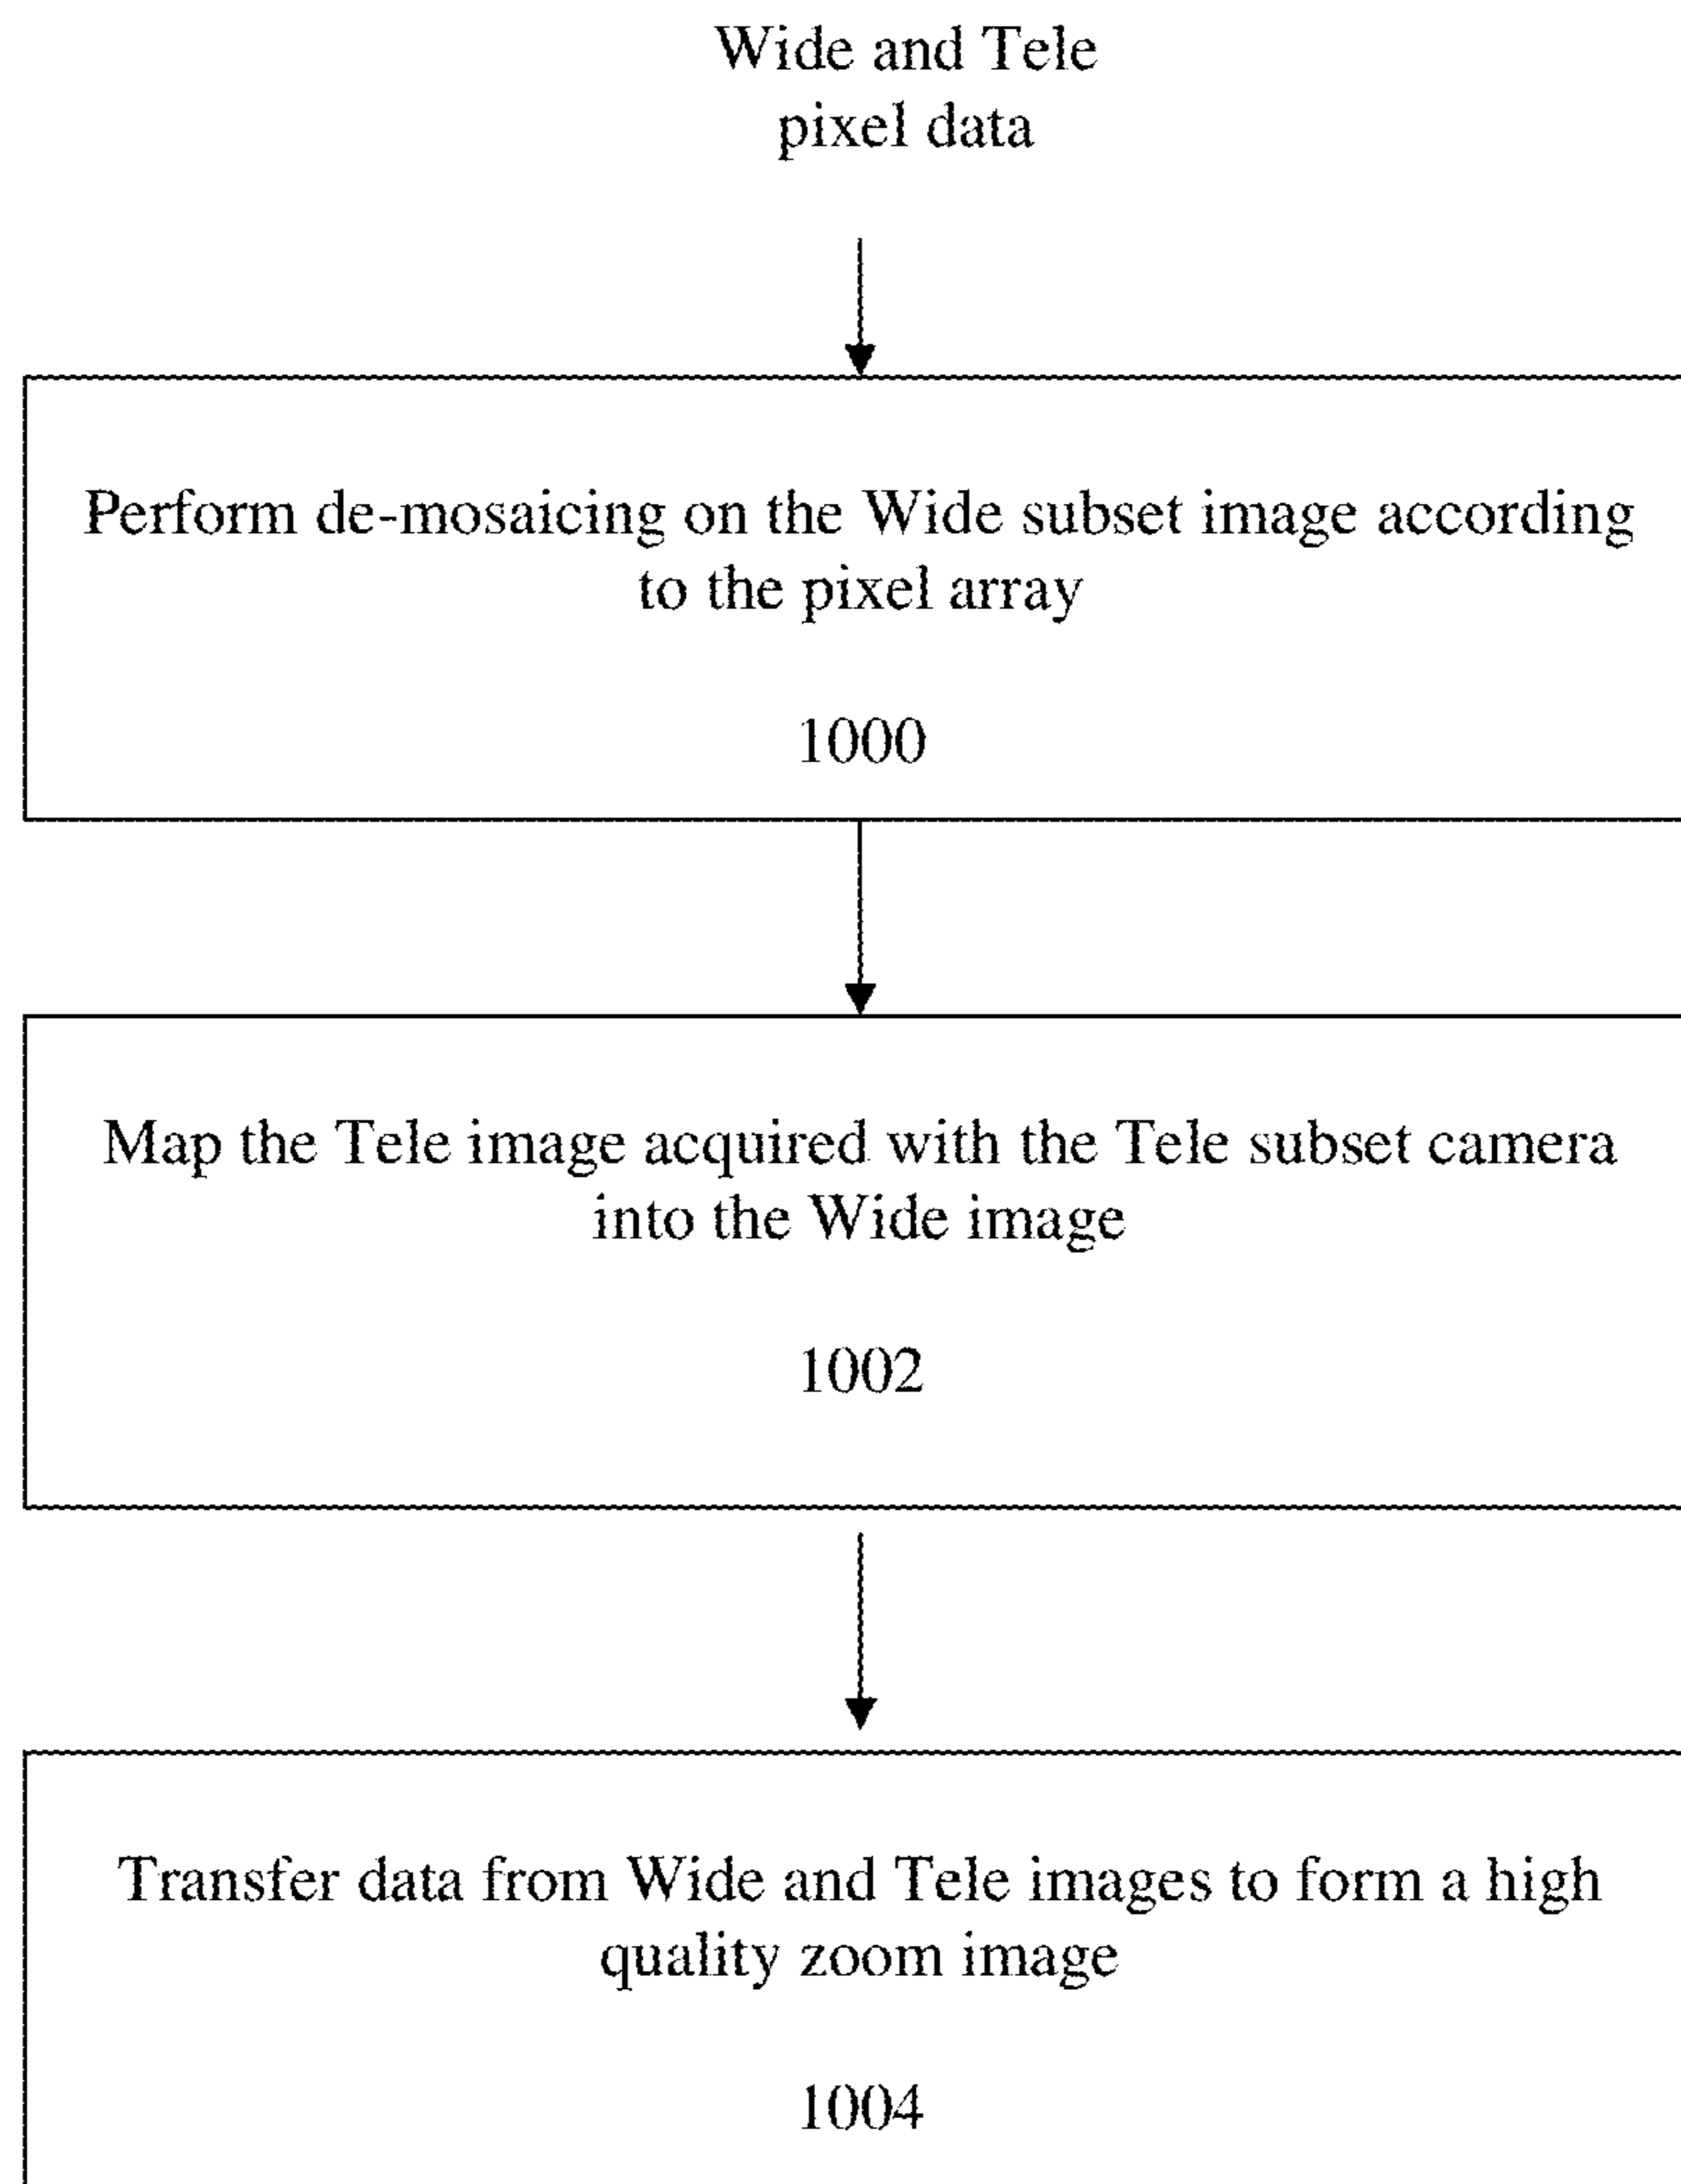 Wide and Tele
pixel data
Perform de-mosaicing on the Wide subset image according
to the pixel array
1000
Map the Tele image acquired with the Tele subset camera
into the Wide image
1002
Transfer data from Wide and Tele images to form a high
quality zoom image
1004